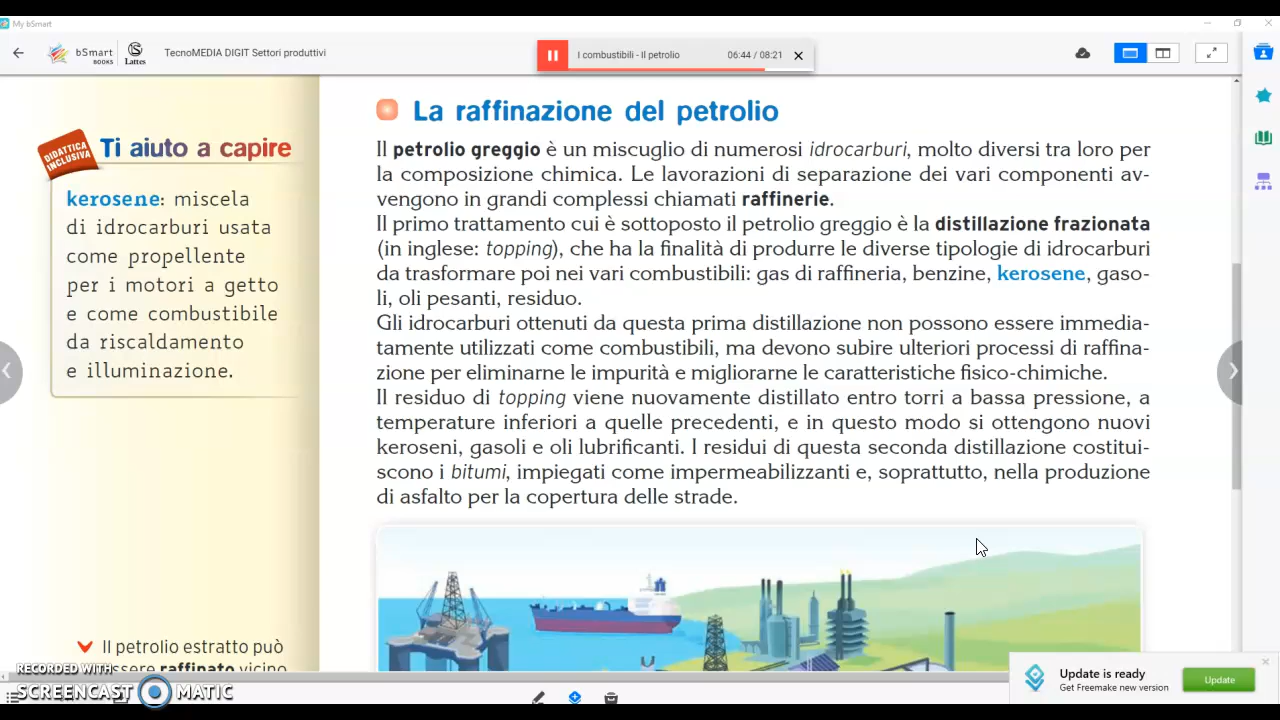 My bSmart
bSmart
BOOKS
Lattes
TecnoMEDIA DIGIT Settori produttivi
I combustibili - Il petrolio
06:44 / 08:21
La raffinazione del petrolio
DIDATTICA
INCLUSIVA
Ti aiuto a capire
kerosene: miscela
di idrocarburi usata
come propellente
per i motori a getto
e come combustibile
da riscaldamento
e illuminazione.
Il petrolio greggio è un miscuglio di numerosi idrocarburi, molto diversi tra loro per
la composizione chimica. Le lavorazioni di separazione dei vari componenti av-
vengono in grandi complessi chiamati raffinerie.
Il primo trattamento cui è sottoposto il petrolio greggio è la distillazione frazionata
(in inglese: topping), che ha la finalità di produrre le diverse tipologie di idrocarburi
da trasformare poi nei vari combustibili: gas di raffineria, benzine, kerosene, gaso-
li, oli pesanti, residuo.
Gli idrocarburi ottenuti da questa prima distillazione non possono essere immedia-
tamente utilizzati come combustibili, ma devono subire ulteriori processi di raffina-
zione per eliminarne le impurità e migliorarne le caratteristiche fisico-chimiche.
Il residuo di topping viene nuovamente distillato entro torri a bassa pressione, a
temperature inferiori a quelle precedenti, e in questo modo si ottengono nuovi
keroseni, gasoli e oli lubrificanti. I residui di questa seconda distillazione costitui-
scono i bitumi, impiegati come impermeabilizzanti e, soprattutto, nella produzione
di asfalto per la copertura delle strade.
Il petrolio estratto può
essere raffinato vicino
RECORDED WITH
SCREENCAST MATIC
Update is ready
Get Freemake new version
Update